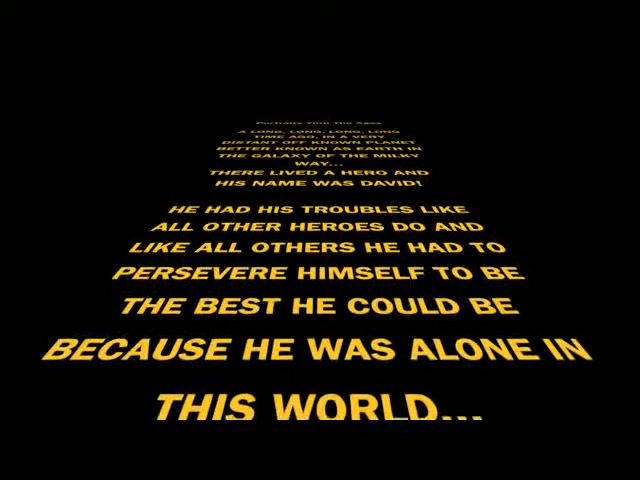 Portraits Thru The Ages
A LONG, LONG, LONG, LONG
TIME AGO, IN A VERY
DISTANT OFF KNOWN PLANET
BETTER KNOWN AS EARTH IN
THE GALAXY OF THE MILKY
WAY...
THERE LIVED A HERO AND
HIS NAME WAS DAVID!
HE HAD HIS TROUBLES LIKE
ALL OTHER HEROES DO AND
LIKE ALL OTHERS HE HAD TO
PERSEVERE HIMSELF TO BE
THE BEST HE COULD BE
BECAUSE HE WAS ALONE IN
THIS WORLD...